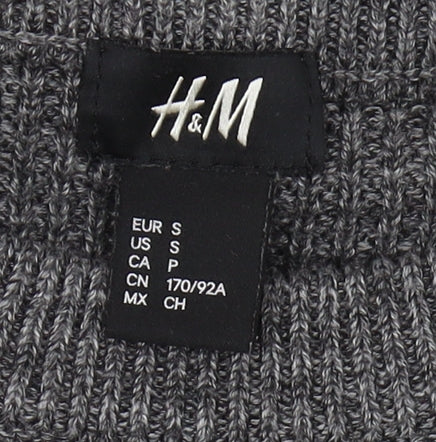 H&M
EUR S
US S
CA P
CN 170/92A
MX CH